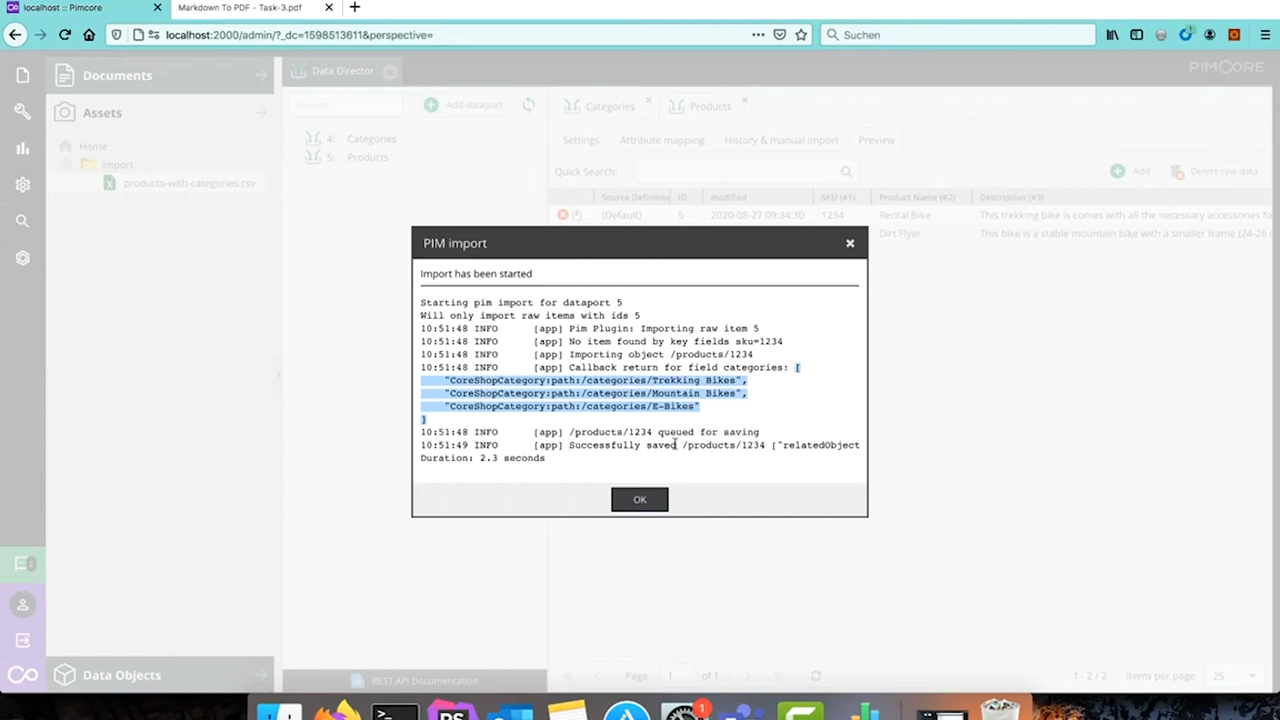 localhost :: Pimcore
Markdown To PDF - Task-3.pdf
localhost:2000/admin/?_dc=1598513611&perspective=
Suchen
Documents
Data Director
PIMCORE
Assets
Search
Add dataport
Categories
Products
Home
import
products-with-categories.csv
4: Categories
5: Products
Settings
Attribute mapping
History & manual import
Preview
Quick Search:
Add
Delete raw data
Source Definition
ID
modified
SKU (#1)
Product Name (#2)
Description (#3)
(Default)
5
2020-08-27 09:34:30
1234
Rental Bike
This trekking bike is comes with all the necessary accessories fo
Dirt Flyer
This bike is a stable mountain bike with a smaller frame (24-26
PIM import
Import has been started
Starting pim import for dataport 5
Will only import raw items with ids 5
10:51:48 INFO [app] Pim Plugin: Importing raw item 5
10:51:48 INFO [app] No item found by key fields sku=1234
10:51:48 INFO [app] Importing object /products/1234
10:51:48 INFO [app] Callback return for field categories: [
"CoreShopCategory:path:/categories/Trekking Bikes",
"CoreShopCategory:path:/categories/Mountain Bikes",
"CoreShopCategory:path:/categories/E-Bikes"
]
10:51:48 INFO [app] /products/1234 queued for saving
10:51:49 INFO [app] Successfully saved /products/1234 ["relatedObject
Duration: 2.3 seconds
OK
Data Objects
REST API Documentation
Page 1 of 1
1 - 2 / 2
Items per page
25
1
PS